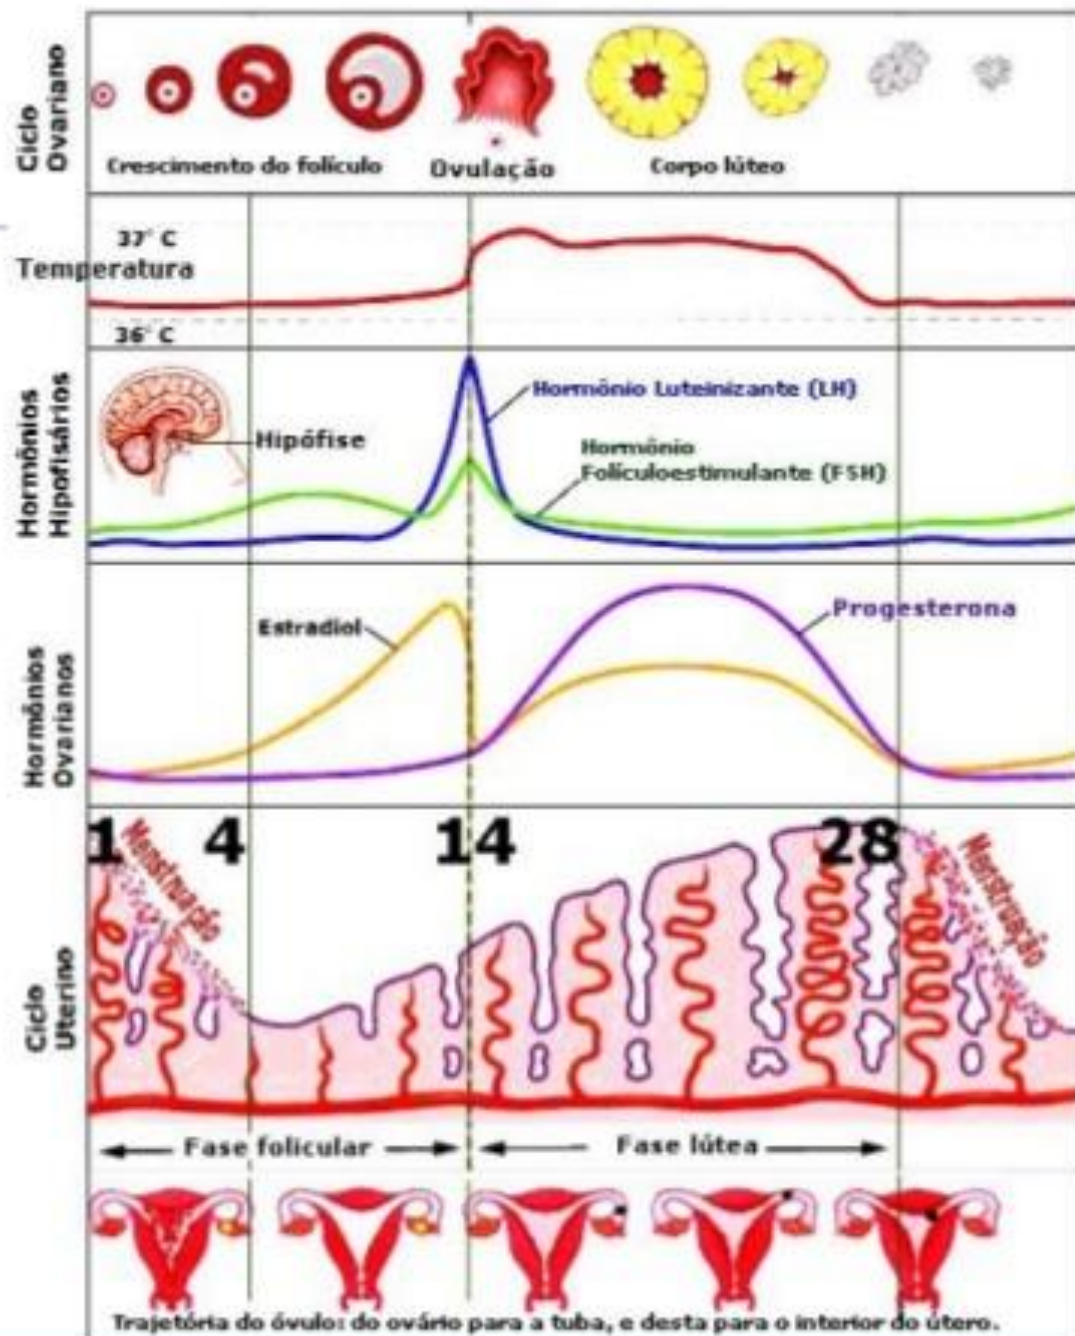 Ciclo
Ovariano
Crescimento do folículo
Ovulação
Corpo lúteo
37° C
Temperatura
36° C
Hormônios
Hipofisários
Hipófise
Hormônio Luteinizante (LH)
Hormônio
Folículoestimulante (FSH)
Hormônios
Ovarianos
Estradiol
Progesterona
1
4
14
28
Menstruação
Menstruação
Ciclo
Uterino
Fase folicular
Fase lútea
Trajetória do óvulo: do ovário para a tuba, e desta para o interior do útero.